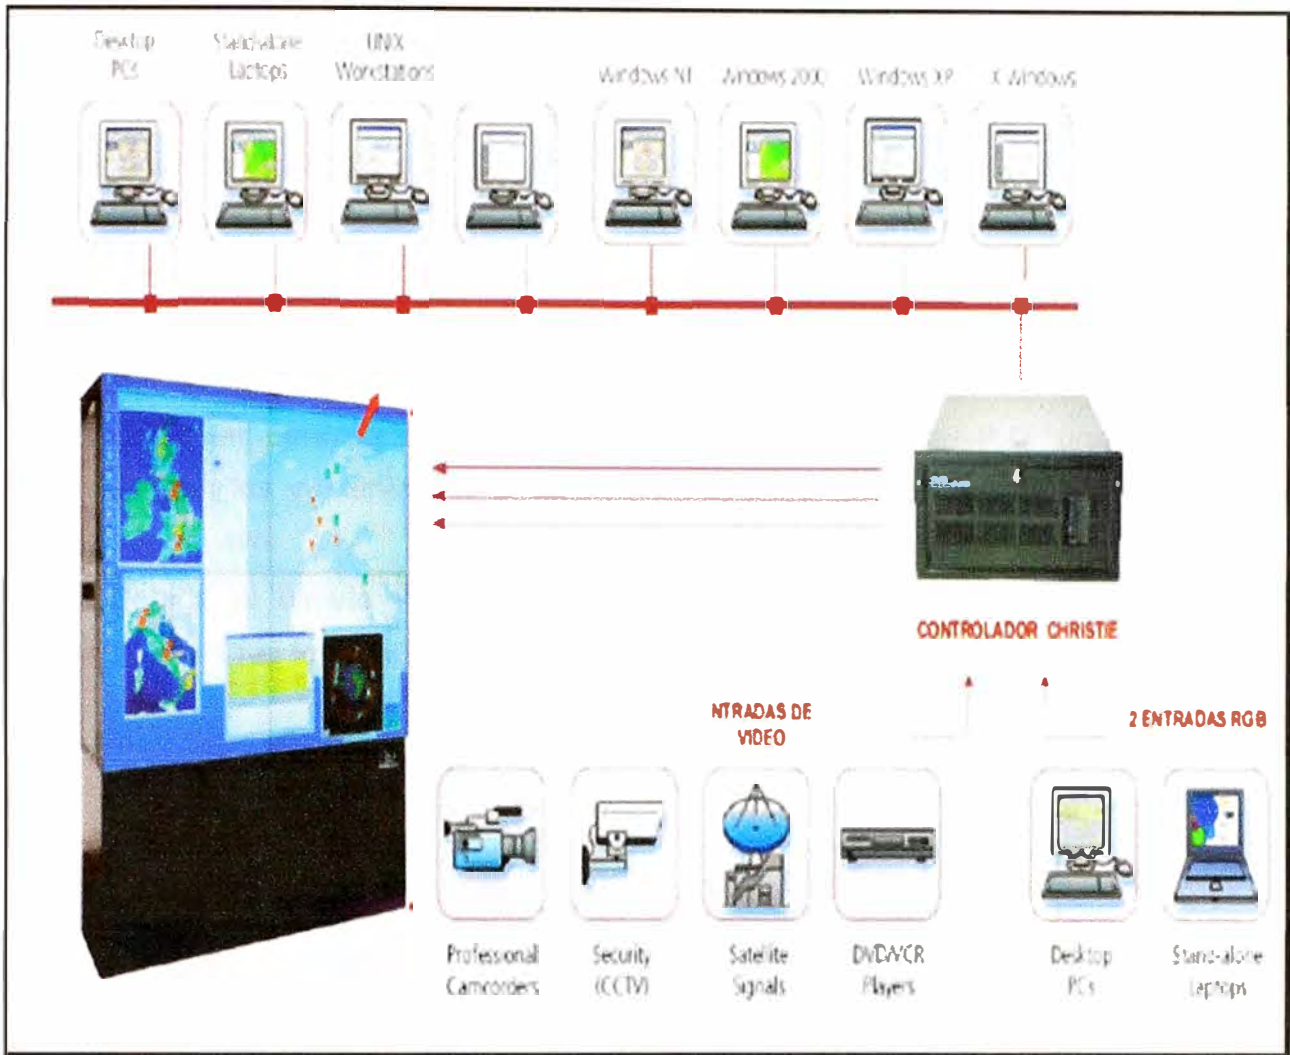 Desktop
PCs
Stand-alone
Laptops
UNIX
Workstations
Windows NT
Windows 2000
Windows XP
X Windows
CONTROLADOR CHRISTIE
NTRADAS DE
VIDEO
2 ENTRADAS RGB
Professional
Camcorders
Security
(CCTV)
Satellite
Signals
DVD/VCR
Players
Desktop
PCs
Stand-alone
Laptops